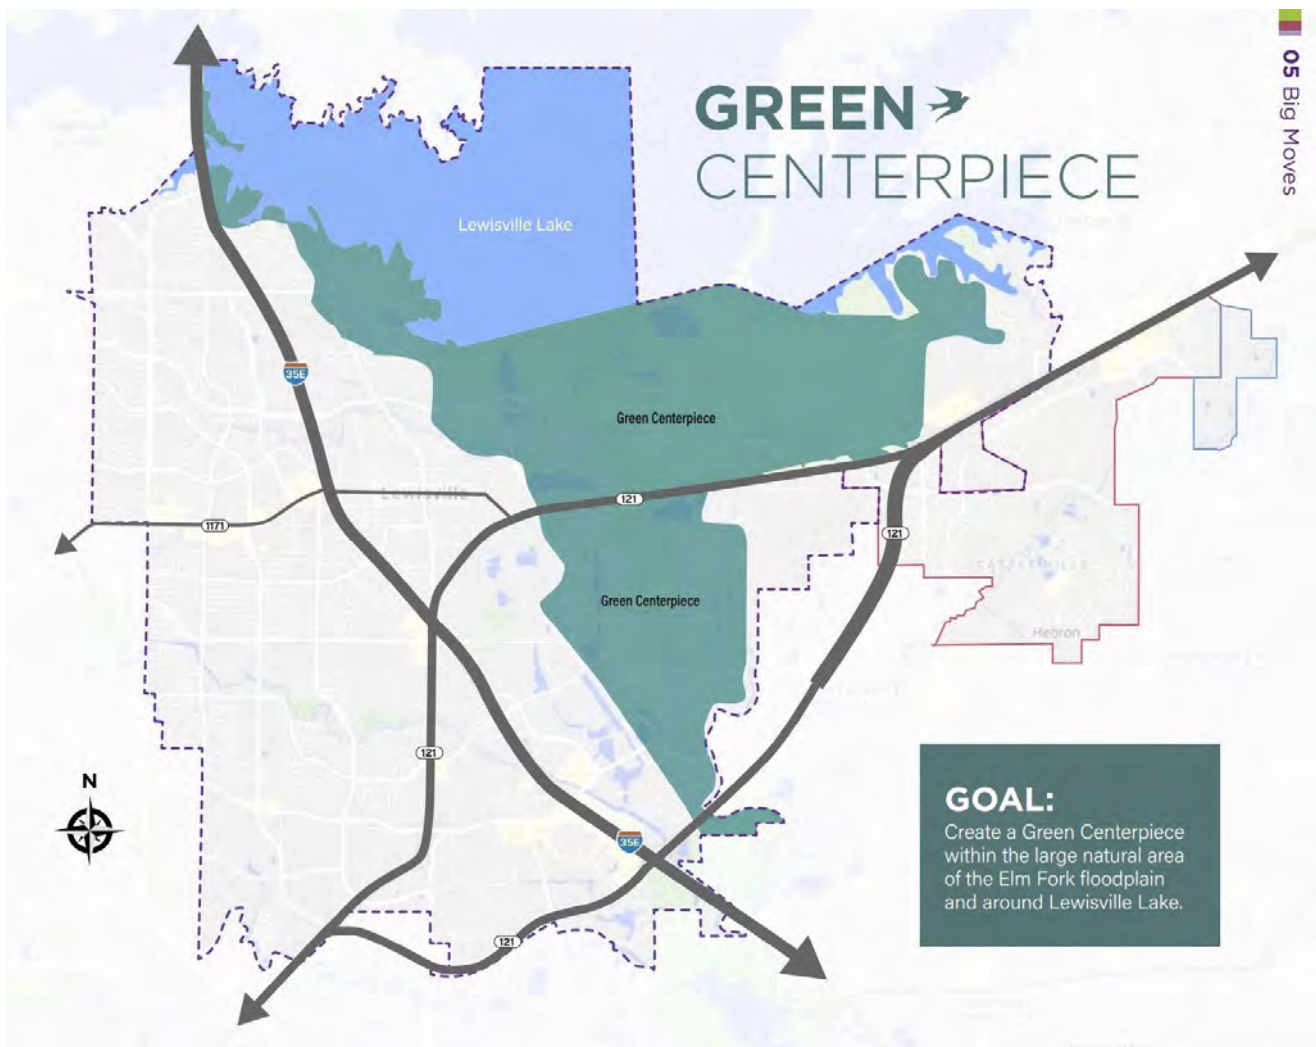 05 Big Moves
GREEN
CENTERPIECE
Lewisville Lake
35E
Green Centerpiece
Lewisville
121
1171
121
Green Centerpiece
Hebron
121
N
GOAL:
Create a Green Centerpiece
within the large natural area
of the Elm Fork floodplain
and around Lewisville Lake.
35E
121